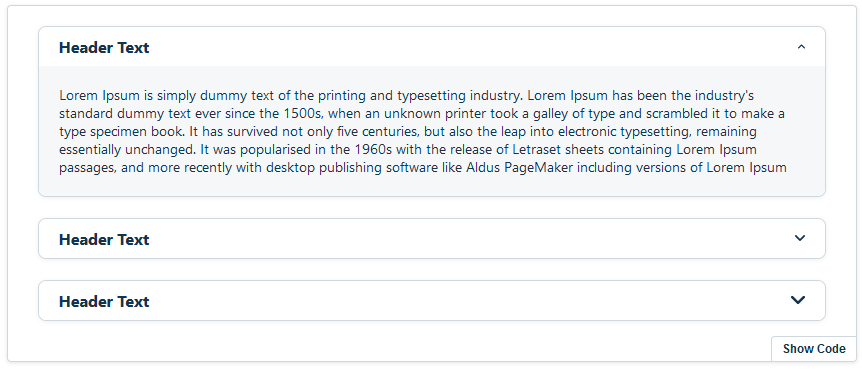 Header Text
Lorem Ipsum is simply dummy text of the printing and typesetting industry. Lorem Ipsum has been the industry's
standard dummy text ever since the 1500s, when an unknown printer took a galley of type and scrambled it to make a
type specimen book. It has survived not only five centuries, but also the leap into electronic typesetting, remaining
essentially unchanged. It was popularised in the 1960s with the release of Letraset sheets containing Lorem Ipsum
passages, and more recently with desktop publishing software like Aldus PageMaker including versions of Lorem Ipsum
Header Text
Header Text
Show Code